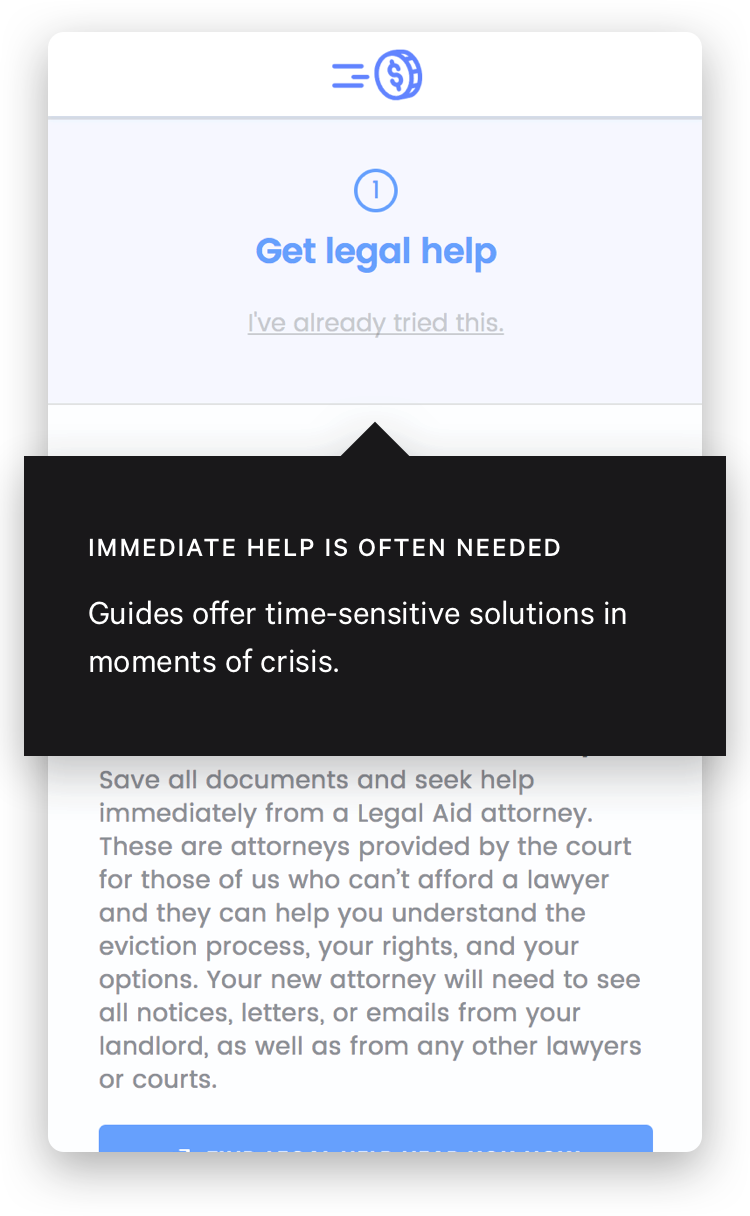 1
Get legal help
I've already tried this.
IMMEDIATE HELP IS OFTEN NEEDED
Guides offer time-sensitive solutions in
moments of crisis.
Save all documents and seek help
immediately from a Legal Aid attorney.
These are attorneys provided by the court
for those of us who can’t afford a lawyer
and they can help you understand the
eviction process, your rights, and your
options. Your new attorney will need to see
all notices, letters, or emails from your
landlord, as well as from any other lawyers
or courts.